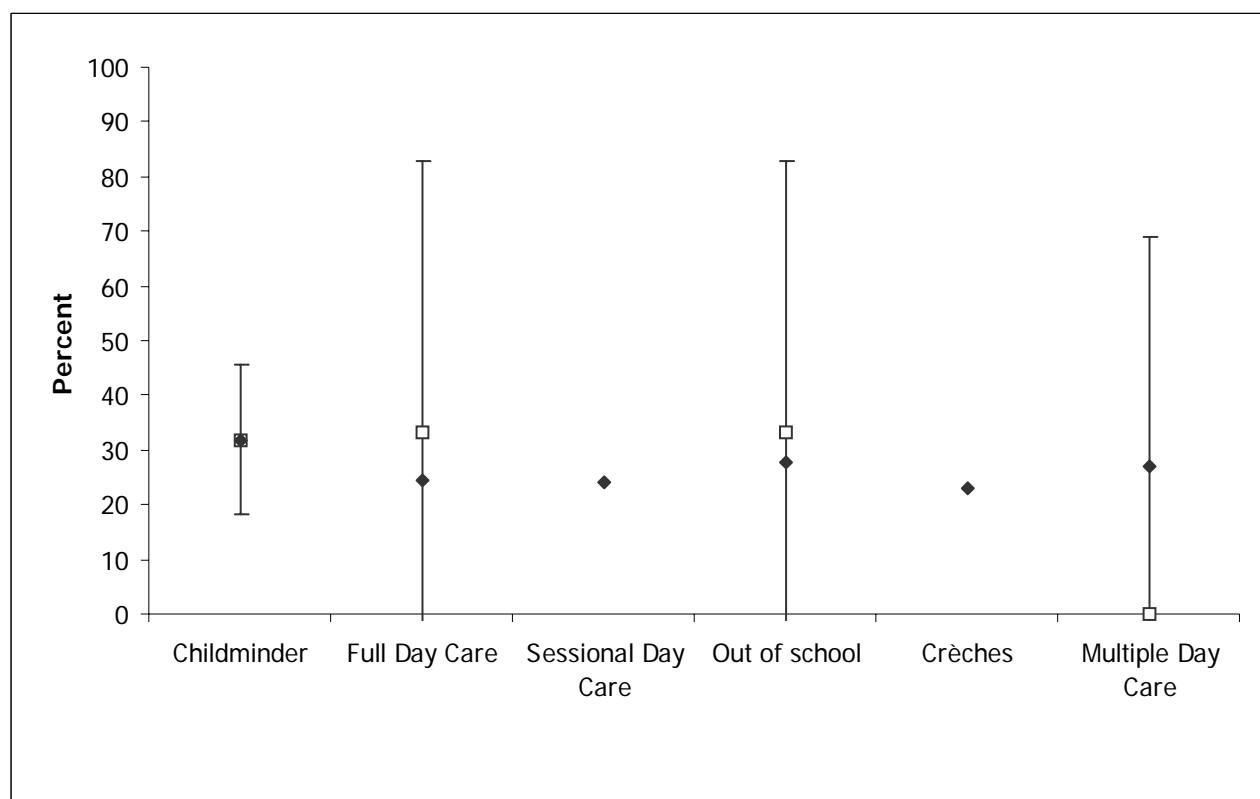 100
90
80
70
60
50
40
30
20
10
0
Percent
Childminder
Full Day Care
Sessional Day
Care
Out of school
Crèches
Multiple Day
Care